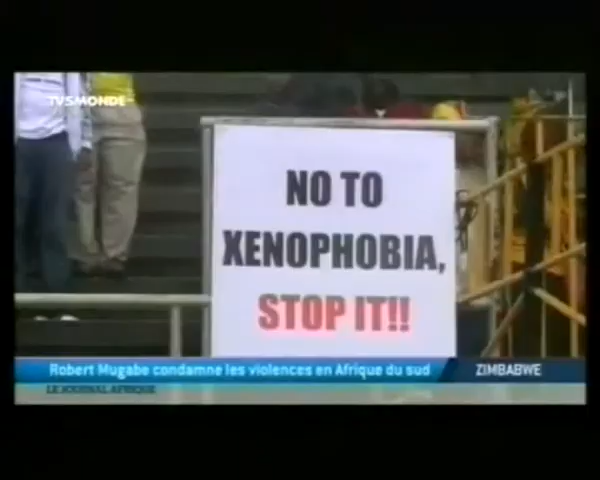 TV5MONDE
NO TO
XENOPHOBIA,
STOP IT!!
Robert Mugabe condamne les violences en Afrique du sud
ZIMBABWE
LE JOURNAL AFRIQUE